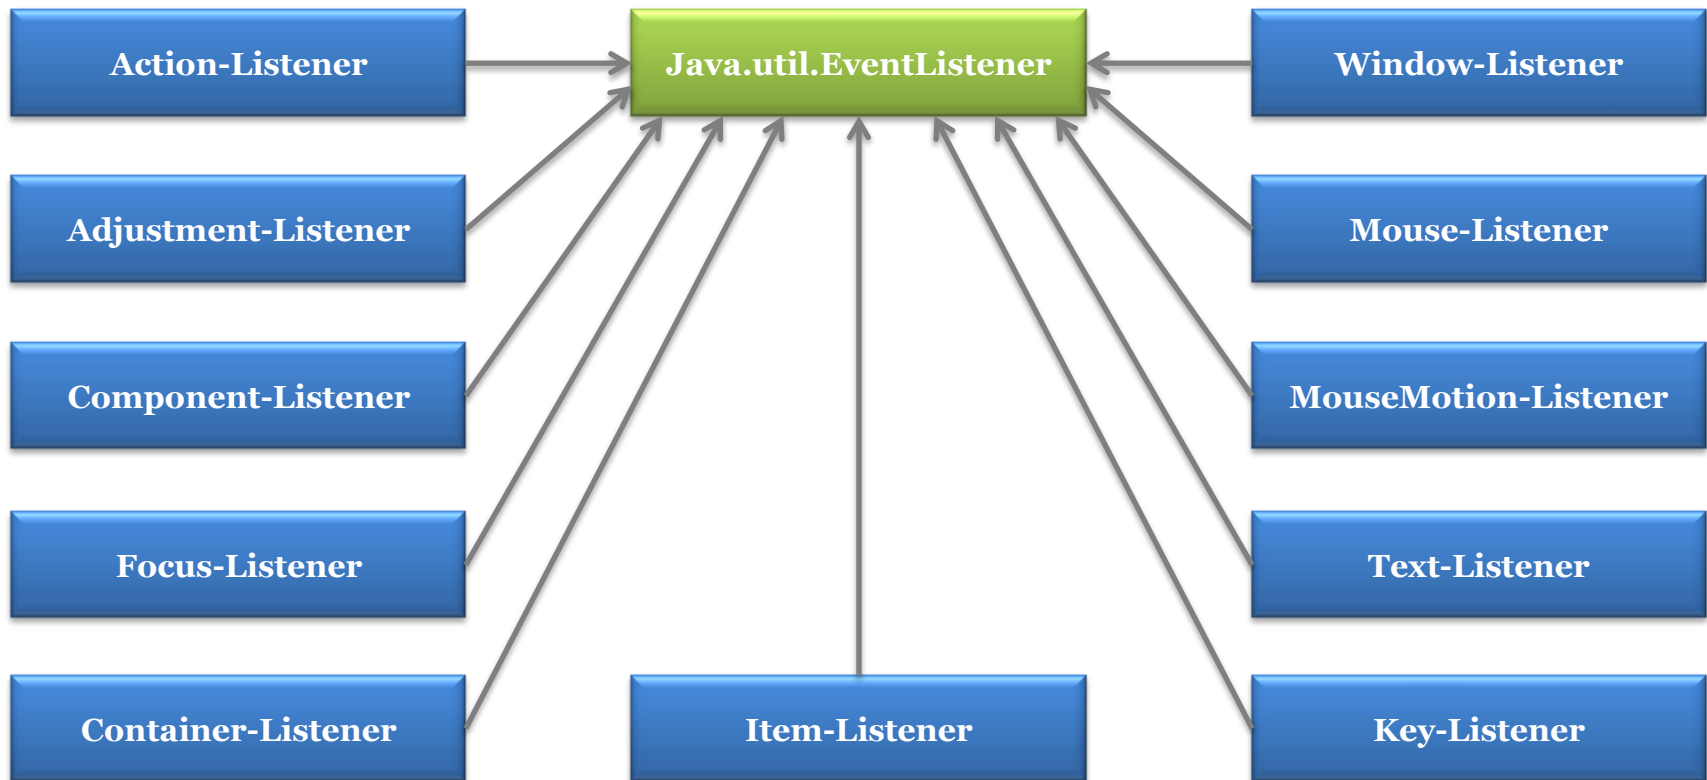 Action-Listener
Java.util.EventListener
Window-Listener
Adjustment-Listener
Mouse-Listener
Component-Listener
MouseMotion-Listener
Focus-Listener
Text-Listener
Container-Listener
Item-Listener
Key-Listener